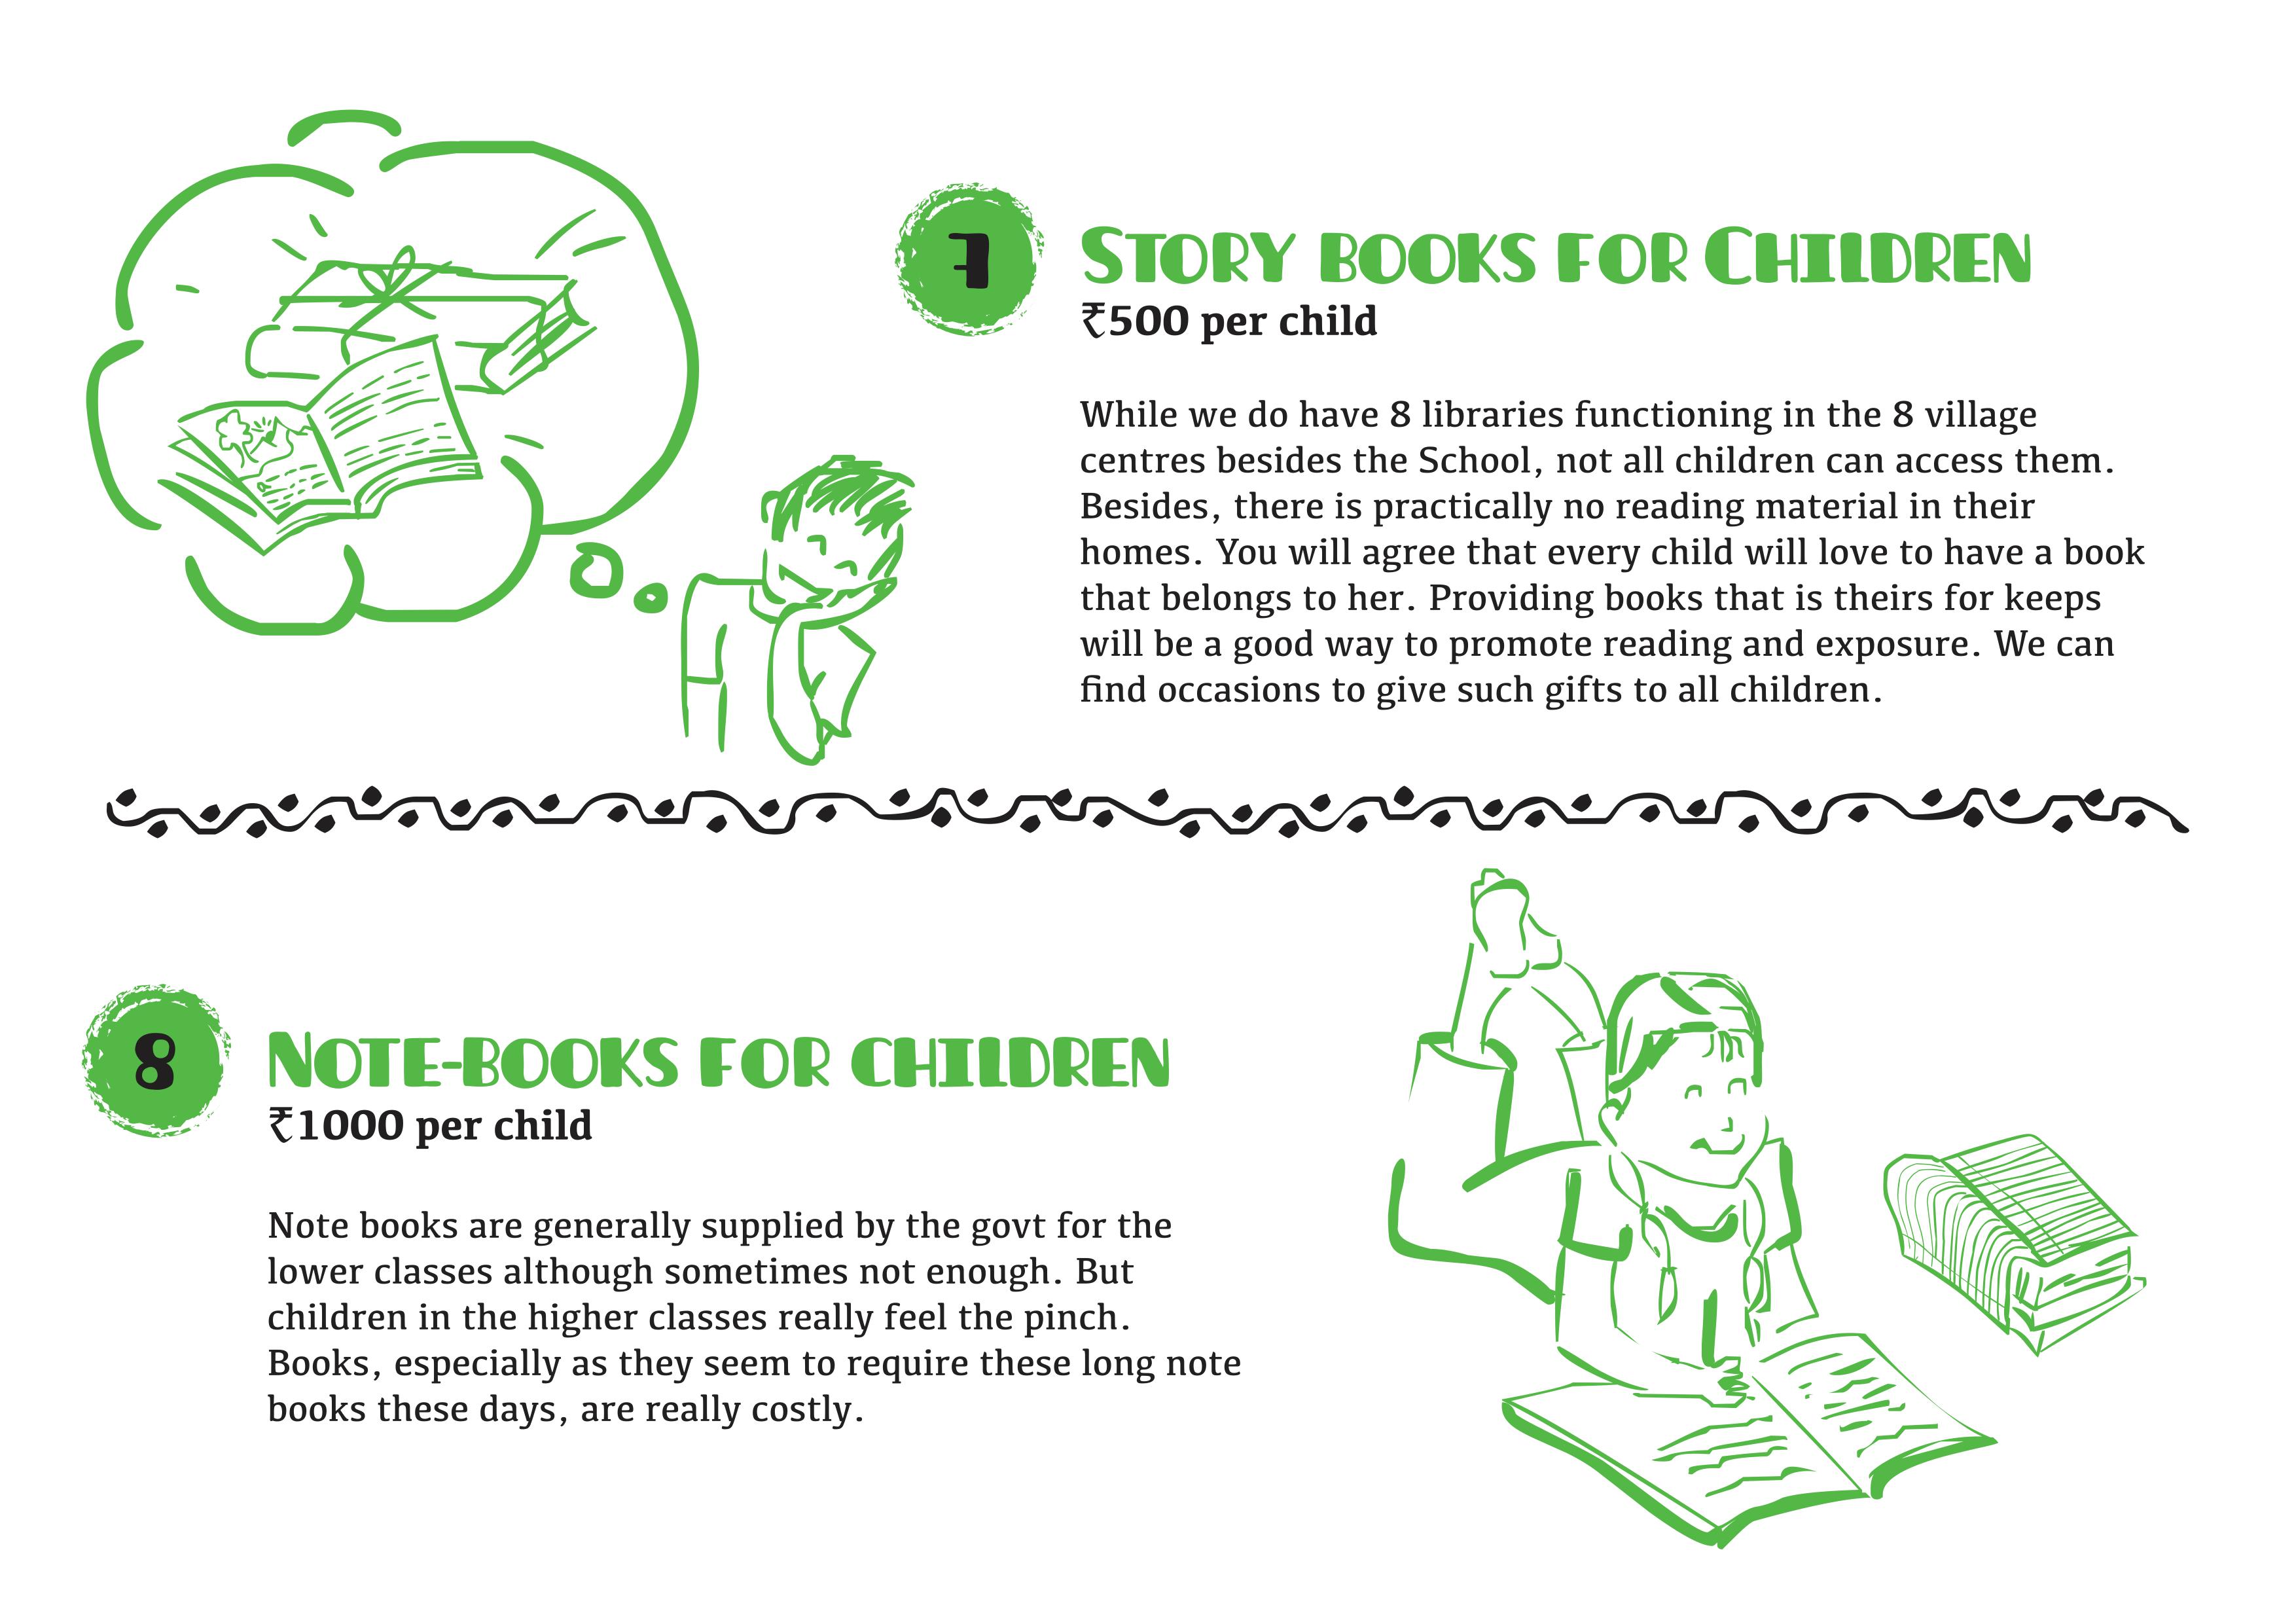 7
Story books for Children
₹500 per child
While we do have 8 libraries functioning in the 8 village
centres besides the School, not all children can access them.
Besides, there is practically no reading material in their
homes. You will agree that every child will love to have a book
that belongs to her. Providing books that is theirs for keeps
will be a good way to promote reading and exposure. We can
find occasions to give such gifts to all children.
8
Note-books for children
₹1000 per child
Note books are generally supplied by the govt for the
lower classes although sometimes not enough. But
children in the higher classes really feel the pinch.
Books, especially as they seem to require these long note
books these days, are really costly.